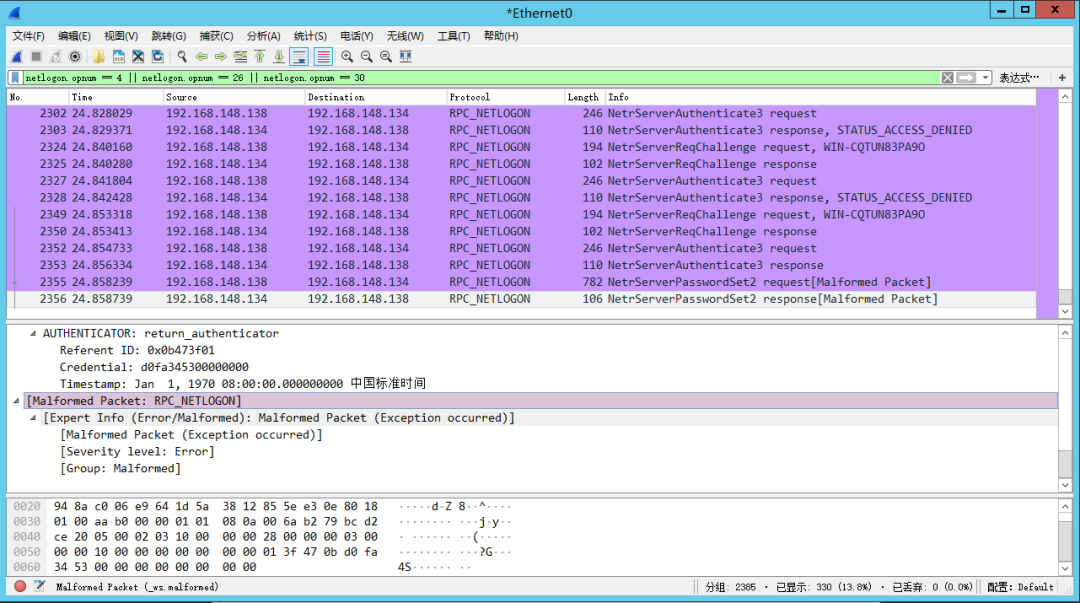 *Ethernet0
文件(F) 编辑(E) 视图(V) 跳转(G) 捕获(C) 分析(A) 统计(S) 电话(Y) 无线(W) 工具(T) 帮助(H)
netlogon.opnum == 4 || netlogon.opnum == 26 || netlogon.opnum == 30 表达式… +
No. Time Source Destination Protocol Length Info
2302 24.828029 192.168.148.138 192.168.148.134 RPC_NETLOGON 246 NetrServerAuthenticate3 request
2303 24.829371 192.168.148.134 192.168.148.138 RPC_NETLOGON 110 NetrServerAuthenticate3 response, STATUS_ACCESS_DENIED
2324 24.840160 192.168.148.138 192.168.148.134 RPC_NETLOGON 194 NetrServerReqChallenge request, WIN-CQTUN83PA9O
2325 24.840280 192.168.148.134 192.168.148.138 RPC_NETLOGON 102 NetrServerReqChallenge response
2327 24.841804 192.168.148.138 192.168.148.134 RPC_NETLOGON 246 NetrServerAuthenticate3 request
2328 24.842428 192.168.148.134 192.168.148.138 RPC_NETLOGON 110 NetrServerAuthenticate3 response, STATUS_ACCESS_DENIED
2349 24.853318 192.168.148.138 192.168.148.134 RPC_NETLOGON 194 NetrServerReqChallenge request, WIN-CQTUN83PA9O
2350 24.853413 192.168.148.134 192.168.148.138 RPC_NETLOGON 102 NetrServerReqChallenge response
2352 24.854733 192.168.148.138 192.168.148.134 RPC_NETLOGON 246 NetrServerAuthenticate3 request
2353 24.856334 192.168.148.134 192.168.148.138 RPC_NETLOGON 110 NetrServerAuthenticate3 response
2355 24.858239 192.168.148.138 192.168.148.134 RPC_NETLOGON 782 NetrServerPasswordSet2 request[Malformed Packet]
2356 24.858739 192.168.148.134 192.168.148.138 RPC_NETLOGON 106 NetrServerPasswordSet2 response[Malformed Packet]
AUTHENTICATOR: return_authenticator
Referent ID: 0x0b473f01
Credential: d0fa345300000000
Timestamp: Jan  1, 1970 08:00:00.000000000 中国标准时间
[Malformed Packet: RPC_NETLOGON]
[Expert Info (Error/Malformed): Malformed Packet (Exception occurred)]
[Malformed Packet (Exception occurred)]
[Severity level: Error]
[Group: Malformed]
0020 94 8a c0 06 e9 64 1d 5a 38 12 85 5e e3 0e 80 18 ·····d·Z 8··^····
0030 01 00 aa b0 00 00 01 01 08 0a 00 6a b2 79 bc d2 ········ ···j·y··
0040 ce 20 05 00 02 03 10 00 00 00 28 00 00 00 03 00 · ······ ··(·····
0050 00 00 10 00 00 00 00 00 00 00 01 3f 47 0b d0 fa ········ ···?G···
0060 34 53 00 00 00 00 00 00 00 00 4S······ ··
Malformed Packet (_ws.malformed) 分组: 2385 · 已显示: 330 (13.8%) · 已丢弃: 0 (0.0%) 配置: Default